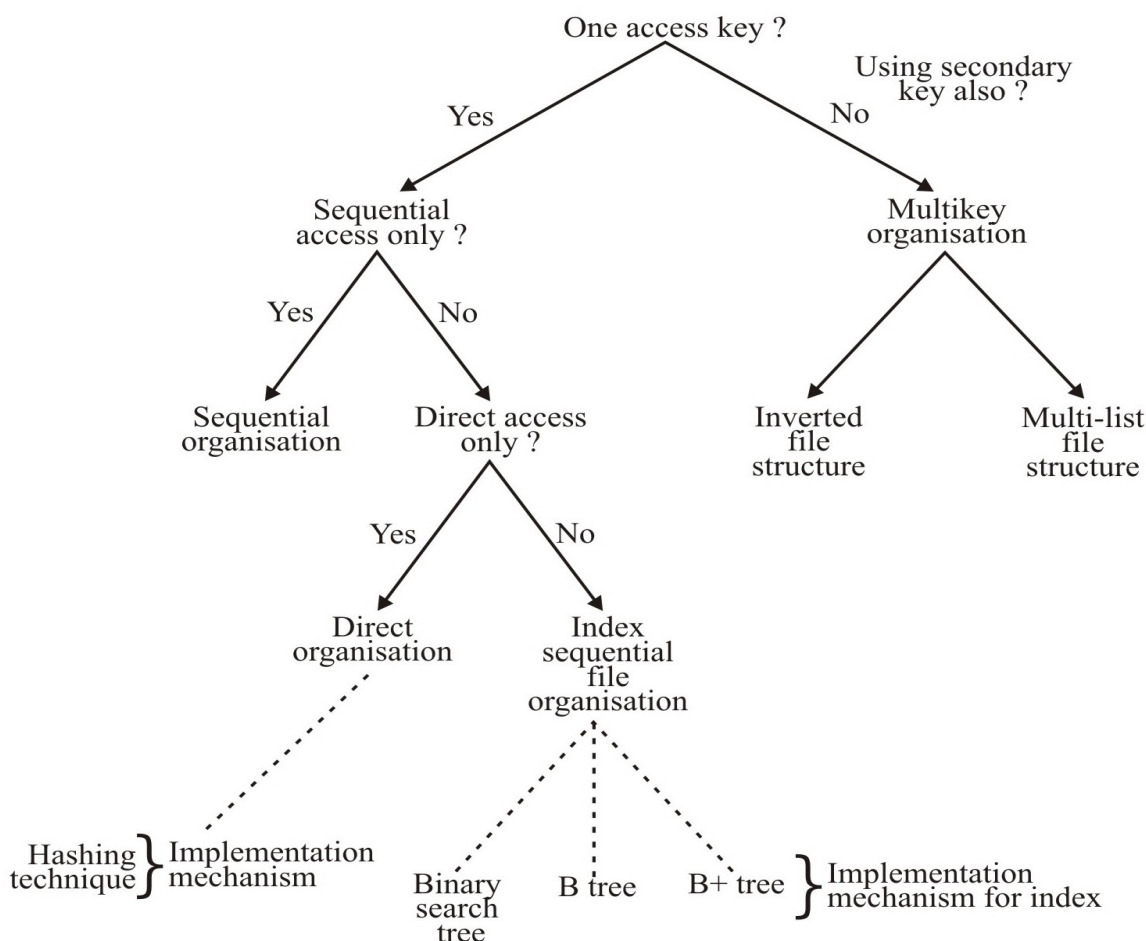 One access key ?
Using secondary
key also ?
Yes
No
Sequential
access only ?
Multikey
organisation
Yes
No
Sequential
organisation
Direct access
only ?
Inverted
file
structure
Multi-list
file
structure
Yes
No
Direct
organisation
Index
sequential
file
organisation
Hashing
technique
Implementation
mechanism
Binary
search
tree
B tree
B+ tree
Implementation
mechanism for index